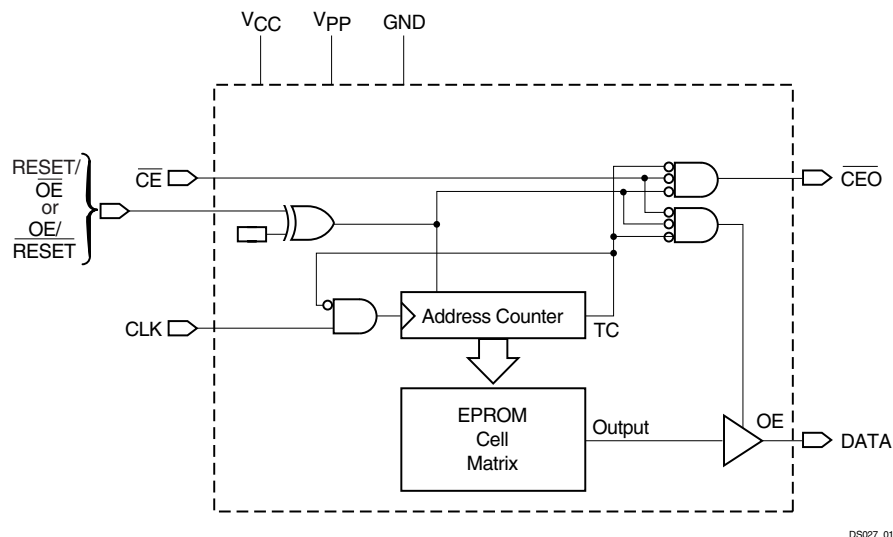 VCC VPP GND
RESET/
OE
or
OE/
RESET
CE
CEO
CLK
Address Counter
TC
EPROM
Cell
Matrix
Output
OE
DATA
DS027_01